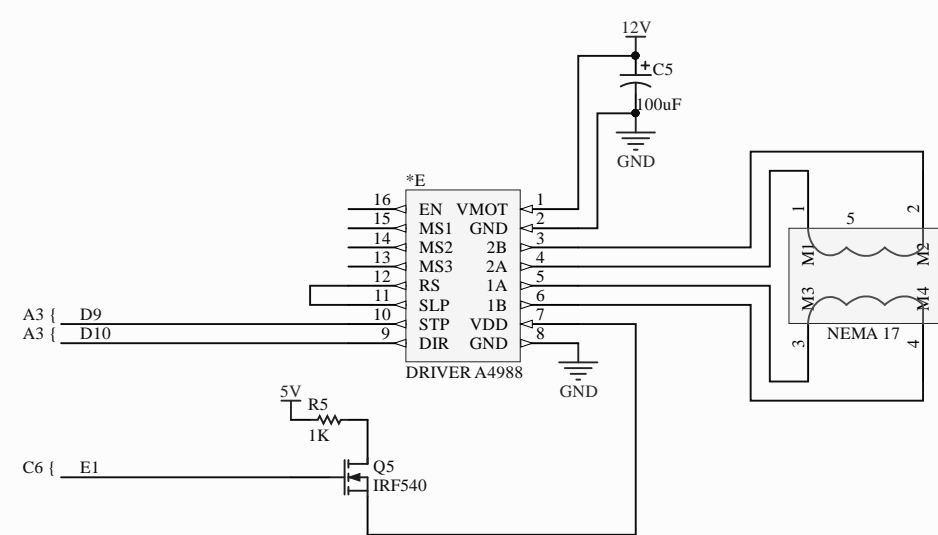 12V
C5
100uF
GND
*E
16 EN VMOT 1
15 MS1 GND 2
14 MS2 2B 3
13 MS3 2A 4
12 RS 1A 5
11 SLP 1B 6
A3 { D9 10 STP VDD 7
A3 { D10 9 DIR GND 8
DRIVER A4988
GND
1 5 2
M1 M2
M3 M4
NEMA 17
3 4
5V
R5
1K
C6 { E1
Q5
IRF540